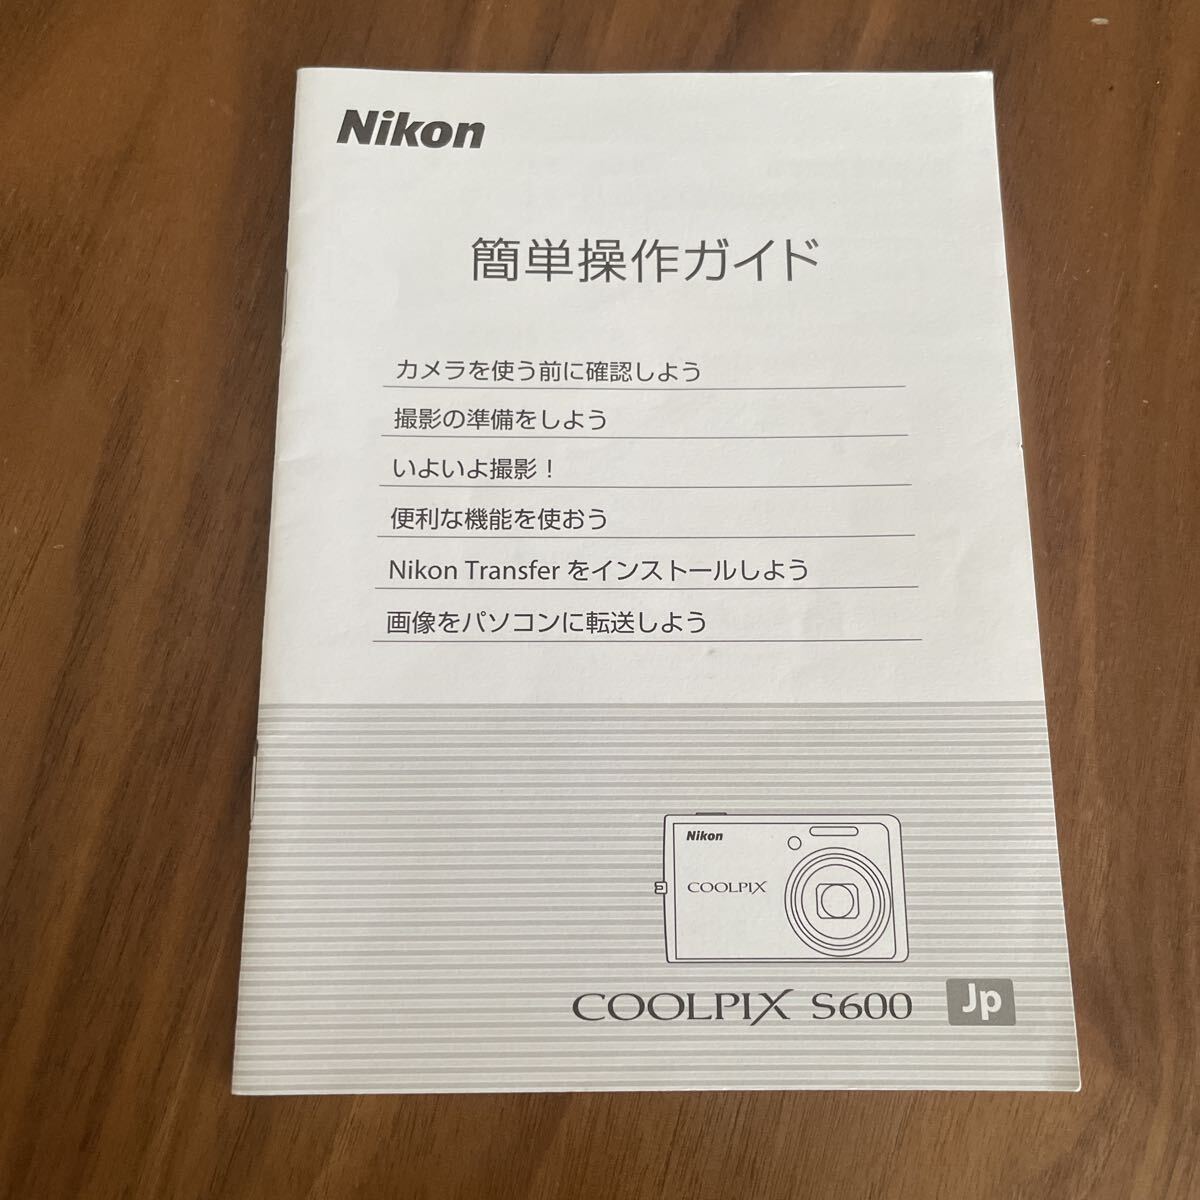 Nikon
簡単操作ガイド
カメラを使う前に確認しよう
撮影の準備をしよう
いよいよ撮影！
便利な機能を使おう
Nikon Transfer をインストールしよう
画像をパソコンに転送しよう
Nikon
COOLPIX
COOLPIX S600
Jp